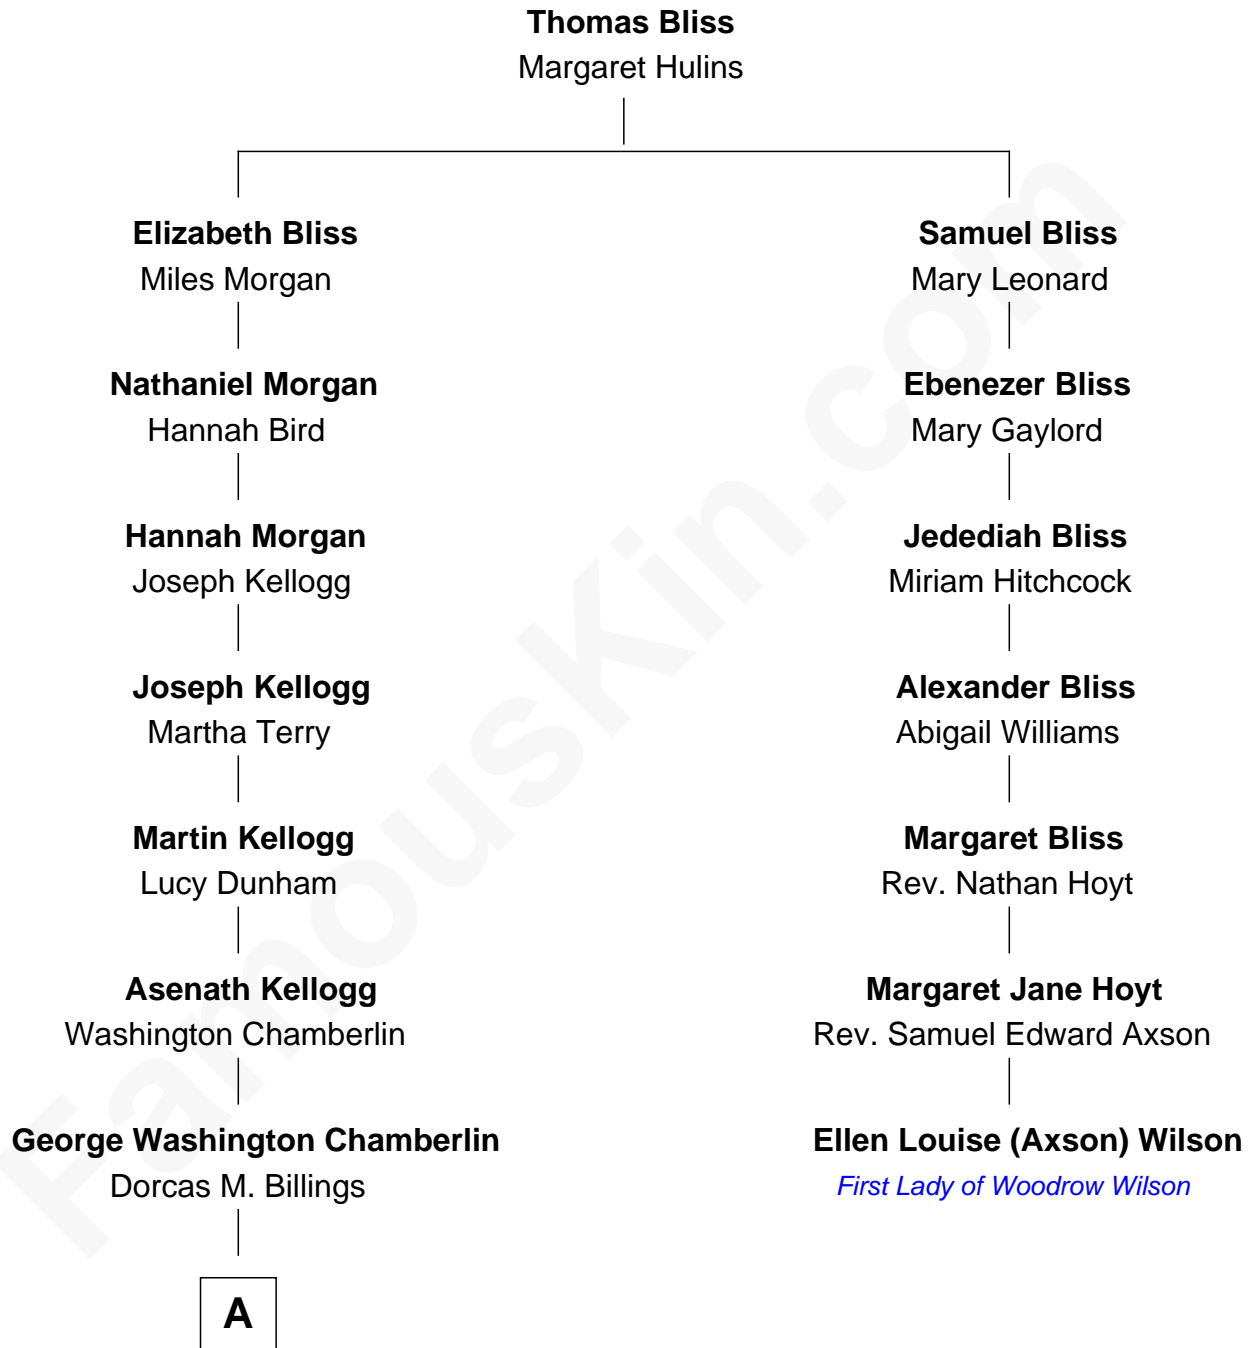 Thomas Bliss
Margaret Hulins
Elizabeth Bliss
Miles Morgan
Samuel Bliss
Mary Leonard
Nathaniel Morgan
Hannah Bird
Ebenezer Bliss
Mary Gaylord
Hannah Morgan
Joseph Kellogg
Jedediah Bliss
Miriam Hitchcock
Joseph Kellogg
Martha Terry
Alexander Bliss
Abigail Williams
Martin Kellogg
Lucy Dunham
Margaret Bliss
Rev. Nathan Hoyt
Asenath Kellogg
Washington Chamberlin
Margaret Jane Hoyt
Rev. Samuel Edward Axson
George Washington Chamberlin
Dorcas M. Billings
Ellen Louise (Axson) Wilson
First Lady of Woodrow Wilson
A
FamousKin.com